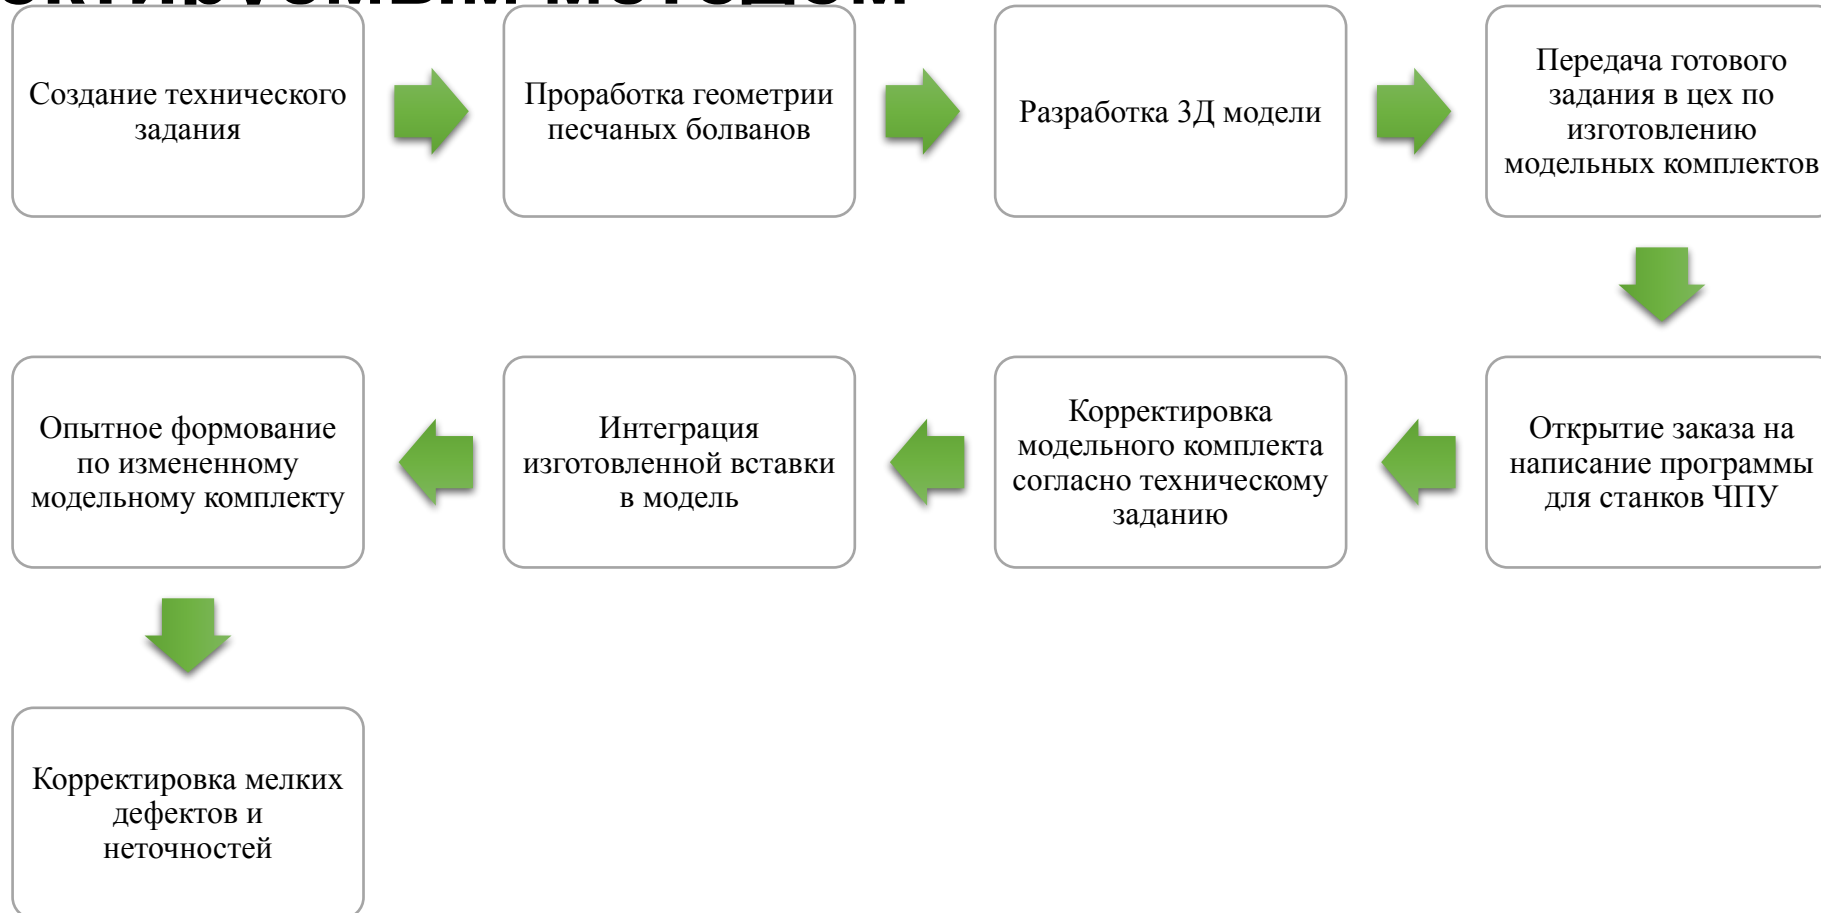 Создание технического
задания
Проработка геометрии
песчаных болванов
Разработка 3Д модели
Передача готового
задания в цех по
изготовлению
модельных комплектов
Открытие заказа на
написание программы
для станков ЧПУ
Корректировка
модельного комплекта
согласно техническому
заданию
Интеграция
изготовленной вставки
в модель
Опытное формование
по измененному
модельному комплекту
Корректировка мелких
дефектов и
неточностей